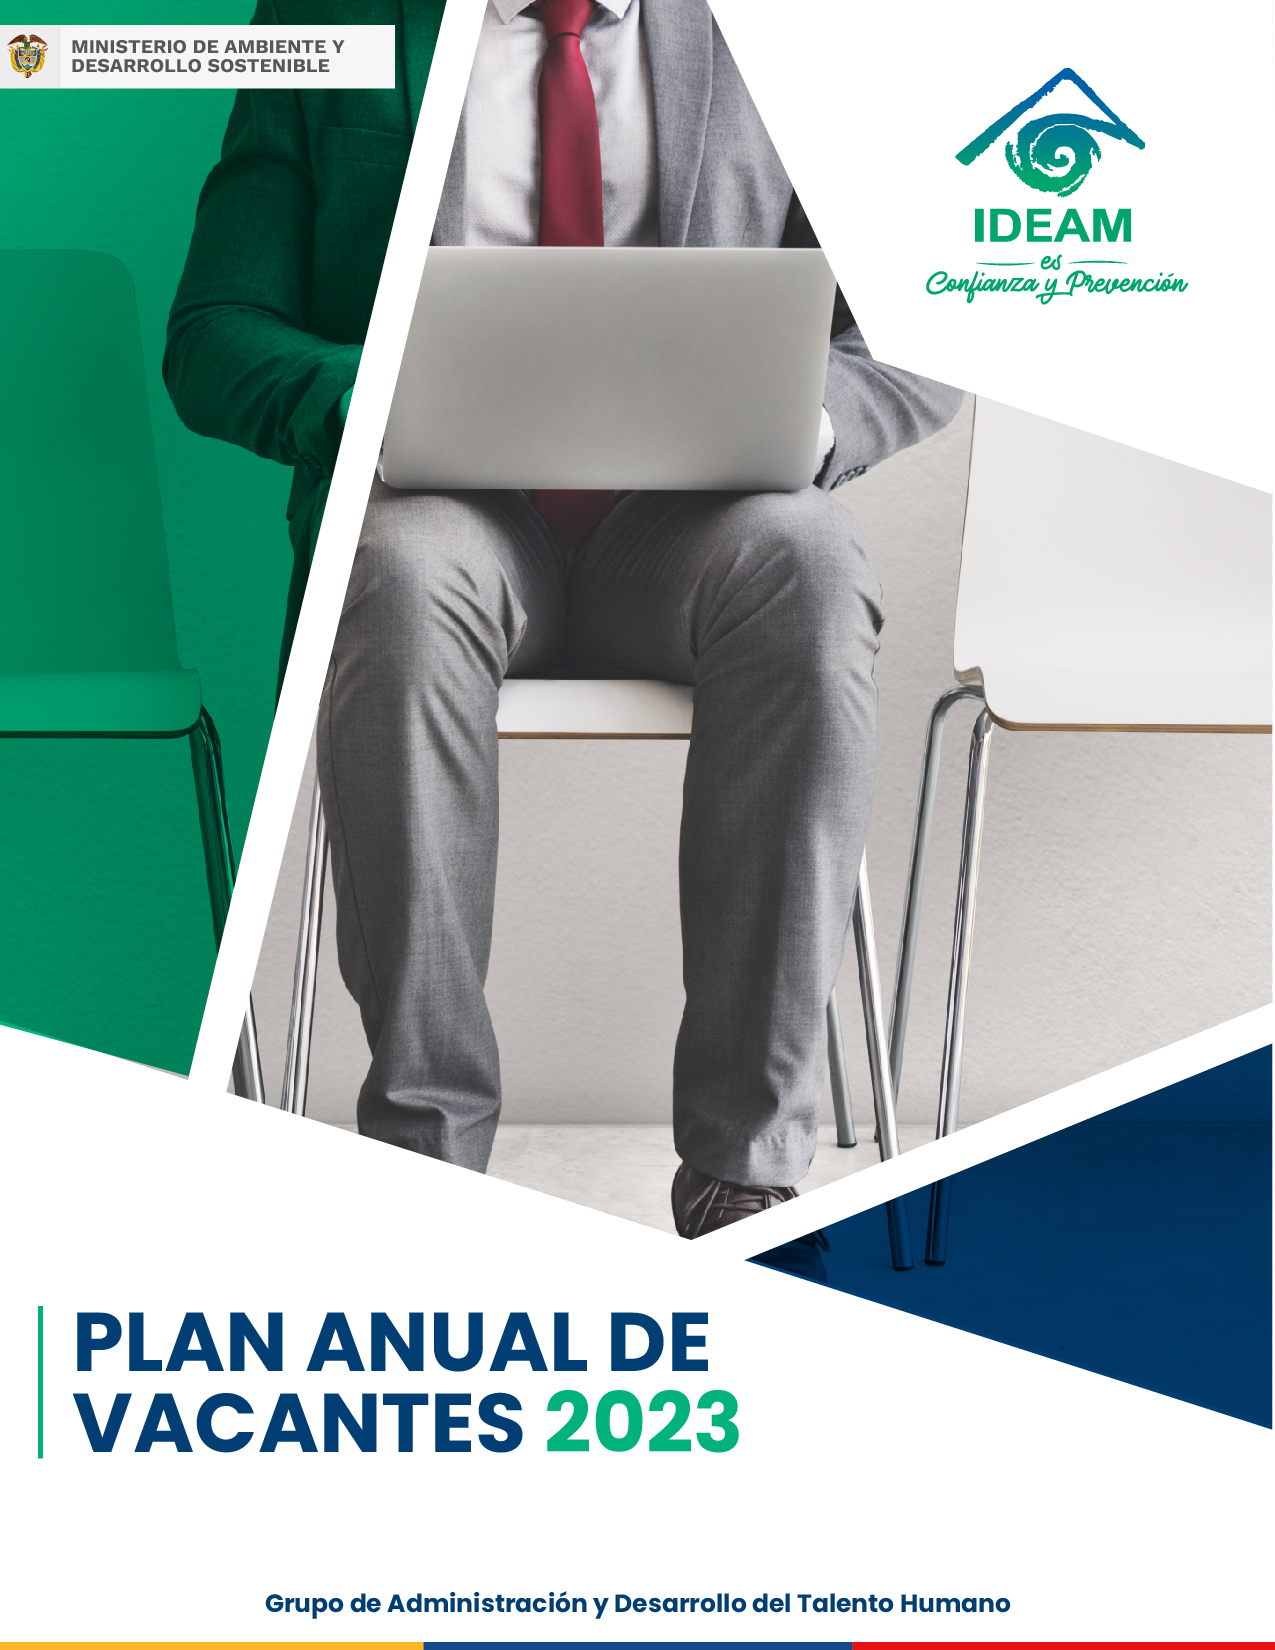 MINISTERIO DE AMBIENTE Y
DESARROLLO SOSTENIBLE
IDEAM
es
Confianza y Prevención
PLAN ANUAL DE
VACANTES 2023
Grupo de Administración y Desarrollo del Talento Humano